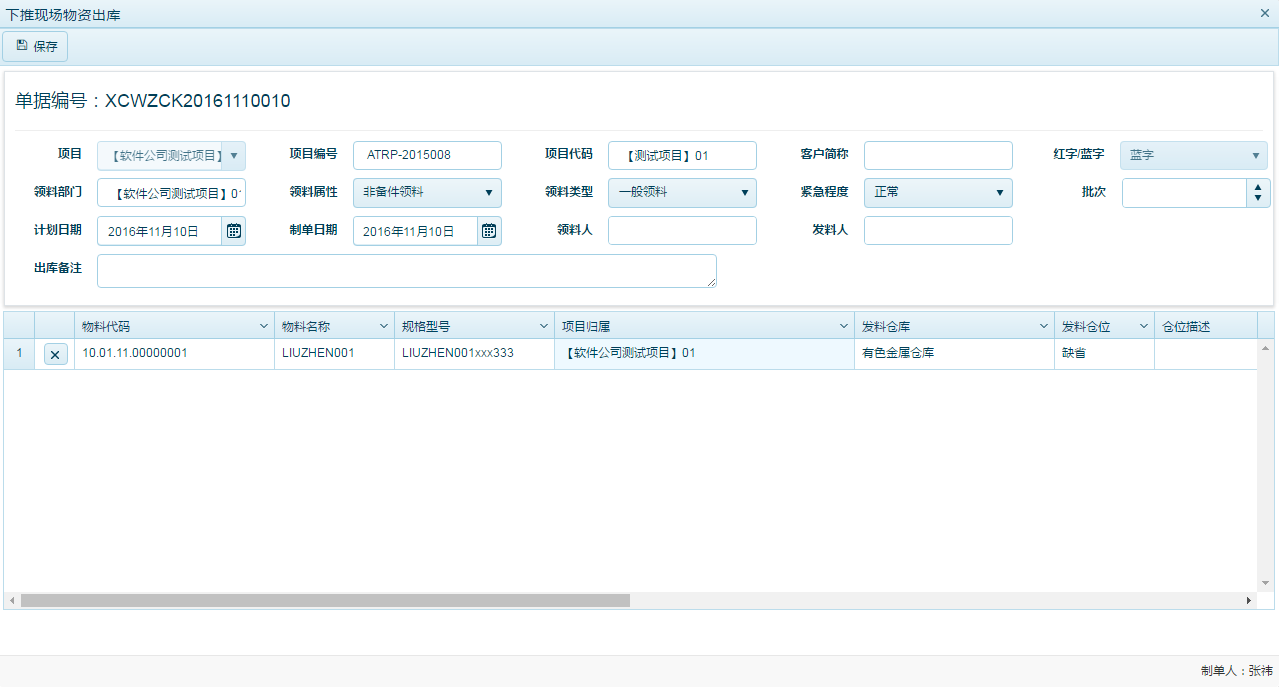 下推现场物资出库
保存
单据编号：XCWZCK20161110010
项目 【软件公司测试项目】 项目编号 ATRP-2015008 项目代码 【测试项目】01 客户简称 红字/蓝字 蓝字
领料部门 【软件公司测试项目】0 领料属性 非备件领料 领料类型 一般领料 紧急程度 正常 批次
计划日期 2016年11月10日 制单日期 2016年11月10日 领料人 发料人
出库备注
物料代码 物料名称 规格型号 项目归属 发料仓库 发料仓位 仓位描述
1 10.01.11.00000001 LIUZHEN001 LIUZHEN001xxx333 【软件公司测试项目】01 有色金属仓库 缺省
制单人：张祎